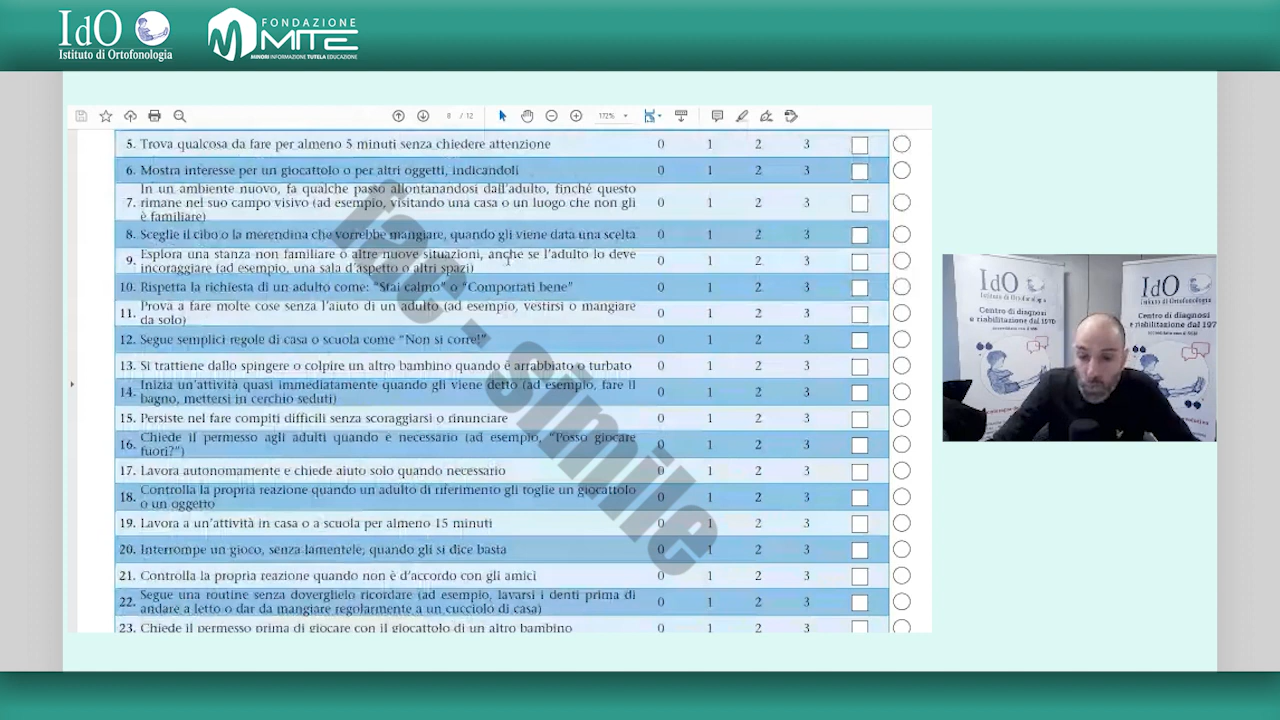 IdO
Istituto di Ortofonologia
FONDAZIONE
MITE
MINORI INFORMAZIONE TUTELA EDUCAZIONE
8 / 12
172%
5. Trova qualcosa da fare per almeno 5 minuti senza chiedere attenzione 0 1 2 3
6. Mostra interesse per un giocattolo o per altri oggetti, indicandoli 0 1 2 3
In un ambiente nuovo, fa qualche passo allontanandosi dall'adulto, finché questo
7. rimane nel suo campo visivo (ad esempio, visitando una casa o un luogo che non gli 0 1 2 3
è familiare)
8. Sceglie il cibo o la merendina che vorrebbe mangiare, quando gli viene data una scelta 0 1 2 3
Esplora una stanza non familiare o altre nuove situazioni, anche se l'adulto lo deve
9. incoraggiare (ad esempio, una sala d'aspetto o altri spazi) 0 1 2 3
10. Rispetta la richiesta di un adulto come: "Stai calmo" o "Comportati bene" 0 1 2 3
Prova a fare molte cose senza l'aiuto di un adulto (ad esempio, vestirsi o mangiare
11. da solo) 0 1 2 3
12. Segue semplici regole di casa o scuola come "Non si corre!" 0 1 2 3
13. Si trattiene dallo spingere o colpire un altro bambino quando è arrabbiato o turbato 0 1 2 3
Inizia un'attività quasi immediatamente quando gli viene detto (ad esempio, fare il
14. bagno, mettersi in cerchio seduti) 0 1 2 3
15. Persiste nel fare compiti difficili senza scoraggiarsi o rinunciare 0 1 2 3
Chiede il permesso agli adulti quando è necessario (ad esempio, "Posso giocare
16. fuori?") 0 1 2 3
17. Lavora autonomamente e chiede aiuto solo quando necessario 0 1 2 3
Controlla la propria reazione quando un adulto di riferimento gli toglie un giocattolo
18. o un oggetto 0 1 2 3
19. Lavora a un'attività in casa o a scuola per almeno 15 minuti 0 1 2 3
20. Interrompe un gioco, senza lamentele, quando gli si dice basta 0 1 2 3
21. Controlla la propria reazione quando non è d'accordo con gli amici 0 1 2 3
Segue una routine senza doverglielo ricordare (ad esempio, lavarsi i denti prima di
22. andare a letto o dar da mangiare regolarmente a un cucciolo di casa) 0 1 2 3
23. Chiede il permesso prima di giocare con il giocattolo di un altro bambino 0 1 2 3
fac-simile
IdO
Istituto di Ortofonologia
Centro di diagnosi
e riabilitazione dal 1970
IdO
Istituto di Ortofonologia
Centro di diagnosi
e riabilitazione dal 197